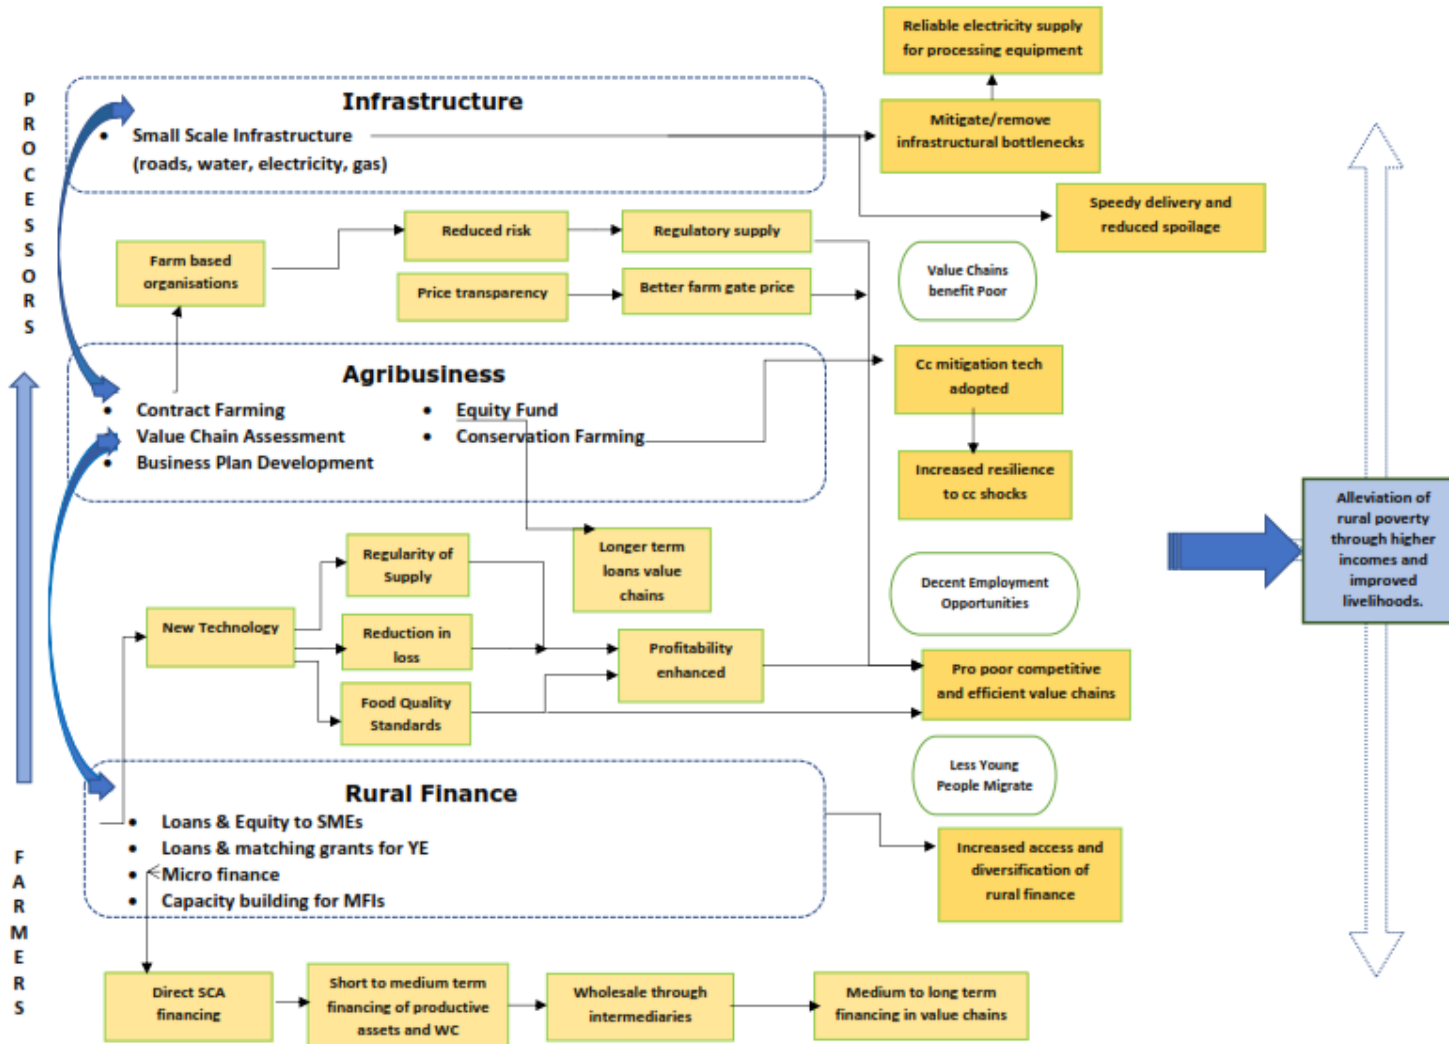 Reliable electricity supply
for processing equipment
PROCESSORS
Infrastructure
• Small Scale Infrastructure
(roads, water, electricity, gas)
Mitigate/remove
infrastructural bottlenecks
Speedy delivery and
reduced spoilage
Farm based
organisations
Reduced risk
Regulatory supply
Price transparency
Better farm gate price
Value Chains
benefit Poor
Agribusiness
• Contract Farming
• Value Chain Assessment
• Business Plan Development
• Equity Fund
• Conservation Farming
Cc mitigation tech
adopted
Increased resilience
to cc shocks
Alleviation of
rural poverty
through higher
incomes and
improved
livelihoods.
Regularity of
Supply
Longer term
loans value
chains
Decent Employment
Opportunities
New Technology
Reduction in
loss
Profitability
enhanced
Pro poor competitive
and efficient value chains
Food Quality
Standards
Less Young
People Migrate
Rural Finance
• Loans & Equity to SMEs
• Loans & matching grants for YE
• Micro finance
• Capacity building for MFIs
Increased access and
diversification of
rural finance
FARMERS
Direct SCA
financing
Short to medium term
financing of productive
assets and WC
Wholesale through
intermediaries
Medium to long term
financing in value chains